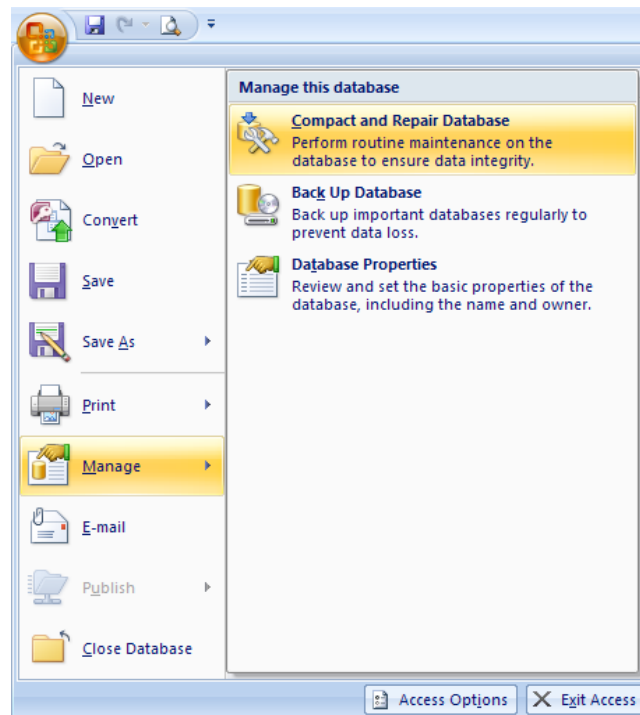 New
Open
Convert
Save
Save As
Print
Manage
E-mail
Publish
Close Database
Manage this database
Compact and Repair Database
Perform routine maintenance on the
database to ensure data integrity.
Back Up Database
Back up important databases regularly to
prevent data loss.
Database Properties
Review and set the basic properties of the
database, including the name and owner.
Access Options
Exit Access